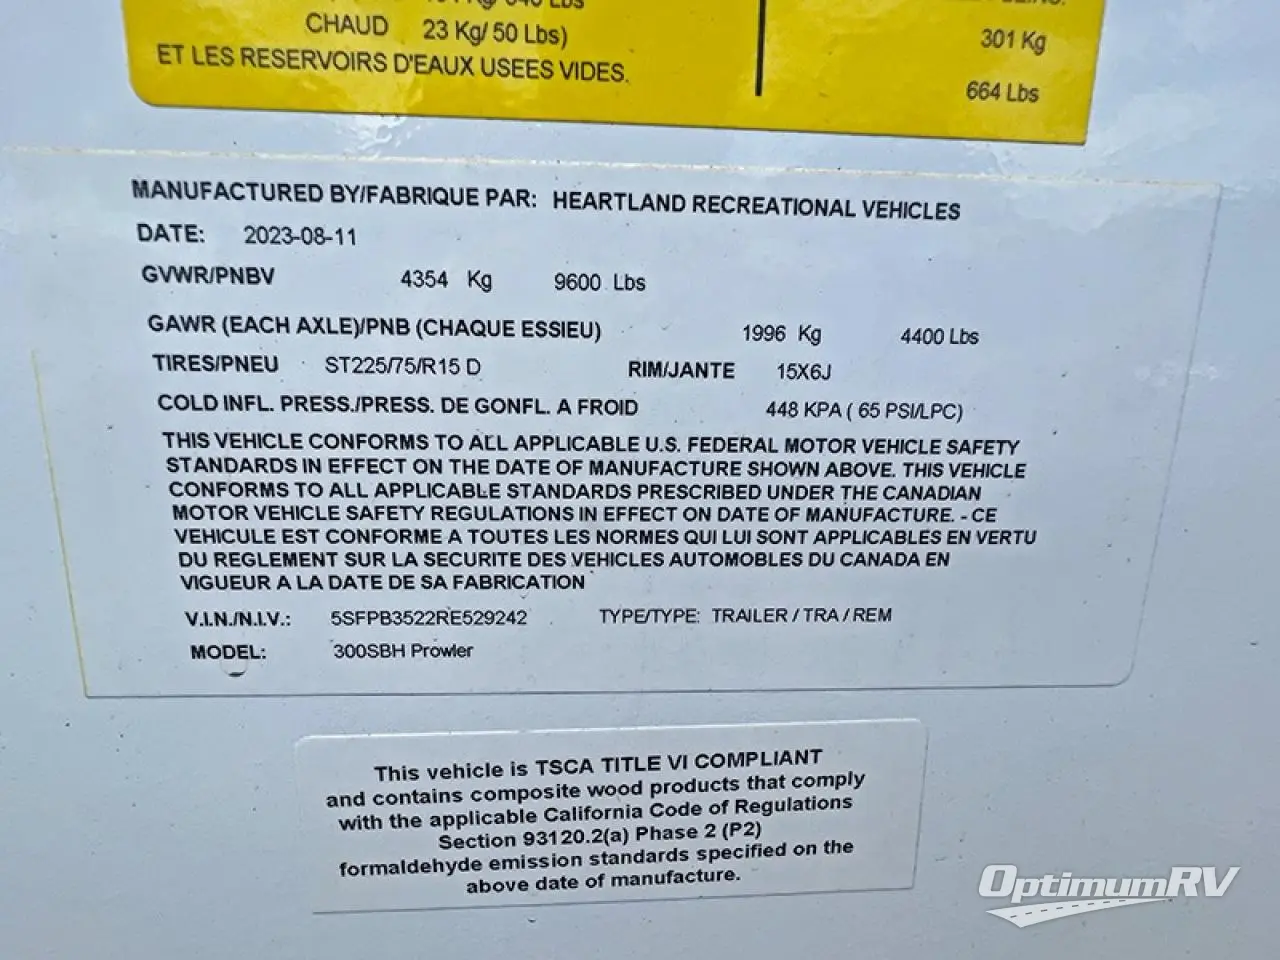 CHAUD 23 Kg/ 50 Lbs)
301 Kg
ET LES RESERVOIRS D'EAUX USEES VIDES.
664 Lbs
MANUFACTURED BY/FABRIQUE PAR: HEARTLAND RECREATIONAL VEHICLES
DATE: 2023-08-11
GVWR/PNBV 4354 Kg 9600 Lbs
GAWR (EACH AXLE)/PNB (CHAQUE ESSIEU) 1996 Kg 4400 Lbs
TIRES/PNEU ST225/75/R15 D RIM/JANTE 15X6J
COLD INFL. PRESS./PRESS. DE GONFL. A FROID 448 KPA ( 65 PSI/LPC)
THIS VEHICLE CONFORMS TO ALL APPLICABLE U.S. FEDERAL MOTOR VEHICLE SAFETY
STANDARDS IN EFFECT ON THE DATE OF MANUFACTURE SHOWN ABOVE. THIS VEHICLE
CONFORMS TO ALL APPLICABLE STANDARDS PRESCRIBED UNDER THE CANADIAN
MOTOR VEHICLE SAFETY REGULATIONS IN EFFECT ON DATE OF MANUFACTURE. - CE
VEHICULE EST CONFORME A TOUTES LES NORMES QUI LUI SONT APPLICABLES EN VERTU
DU REGLEMENT SUR LA SECURITE DES VEHICLES AUTOMOBLES DU CANADA EN
VIGUEUR A LA DATE DE SA FABRICATION
V.I.N./N.I.V.: 5SFPB3522RE529242 TYPE/TYPE: TRAILER / TRA / REM
MODEL: 300SBH Prowler
This vehicle is TSCA TITLE VI COMPLIANT
and contains composite wood products that comply
with the applicable California Code of Regulations
Section 93120.2(a) Phase 2 (P2)
formaldehyde emission standards specified on the
above date of manufacture.
OptimumRV